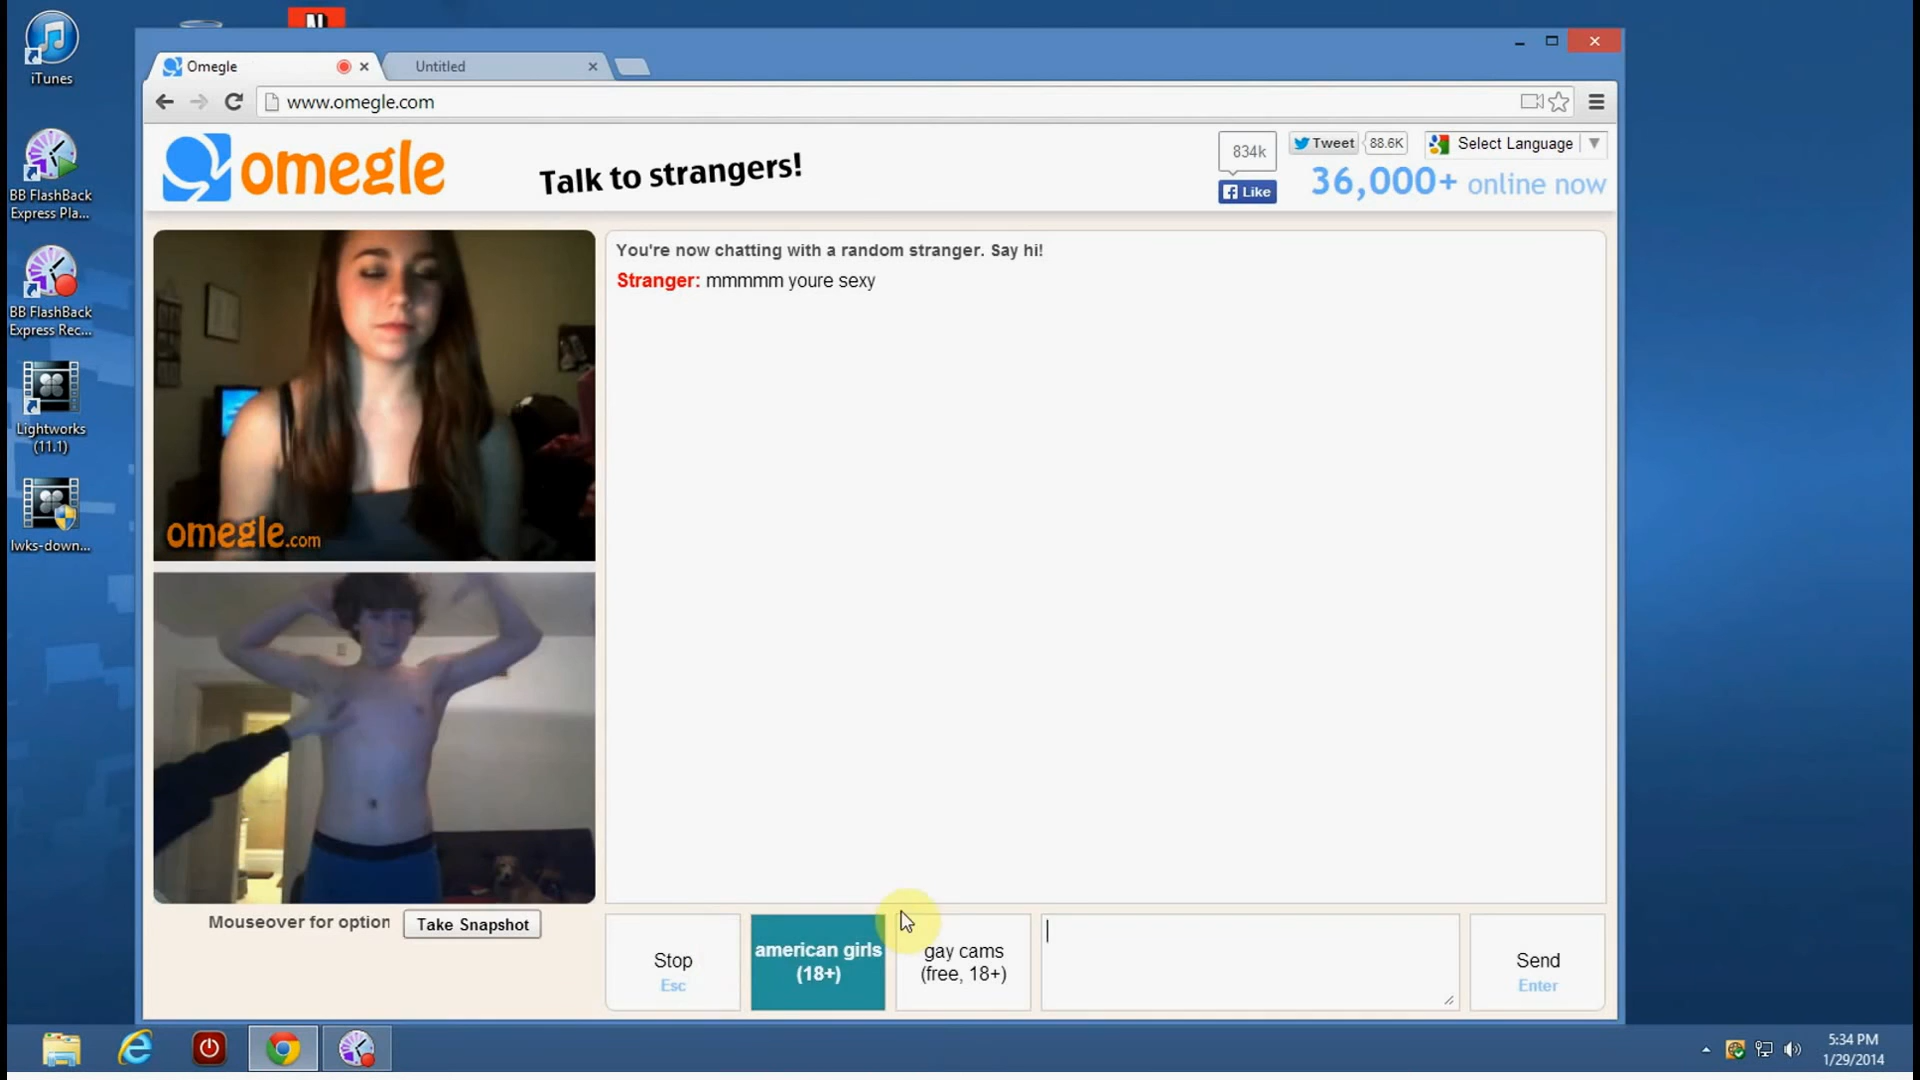 iTunes
BB FlashBack
Express Pla...
BB FlashBack
Express Rec...
Lightworks
(11.1)
lwks-down...
N
Omegle
Untitled
www.omegle.com
omegle
Talk to strangers!
834k
Like
Tweet
88.6K
Select Language
36,000+ online now
omegle.com
You're now chatting with a random stranger. Say hi!
Stranger: mmmmm youre sexy
Mouseover for option
Take Snapshot
Stop
Esc
american girls
(18+)
gay cams
(free, 18+)
Send
Enter
5:34 PM
1/29/2014